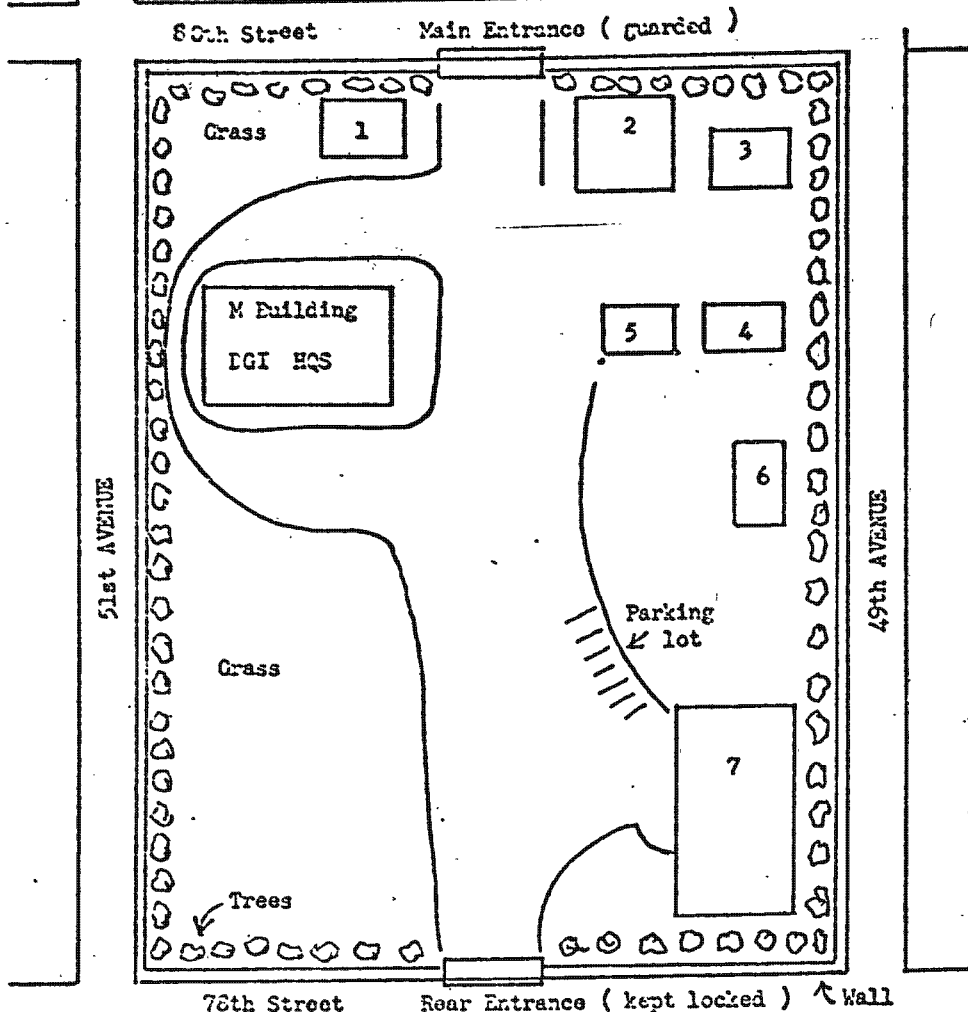 80th Street Main Entrance ( guarded )
Grass
1
2
3
M Building
DGI HQS
5
4
6
51st AVENUE
49th AVENUE
Parking
lot
Grass
7
Trees
78th Street Rear Entrance ( kept locked ) Wall